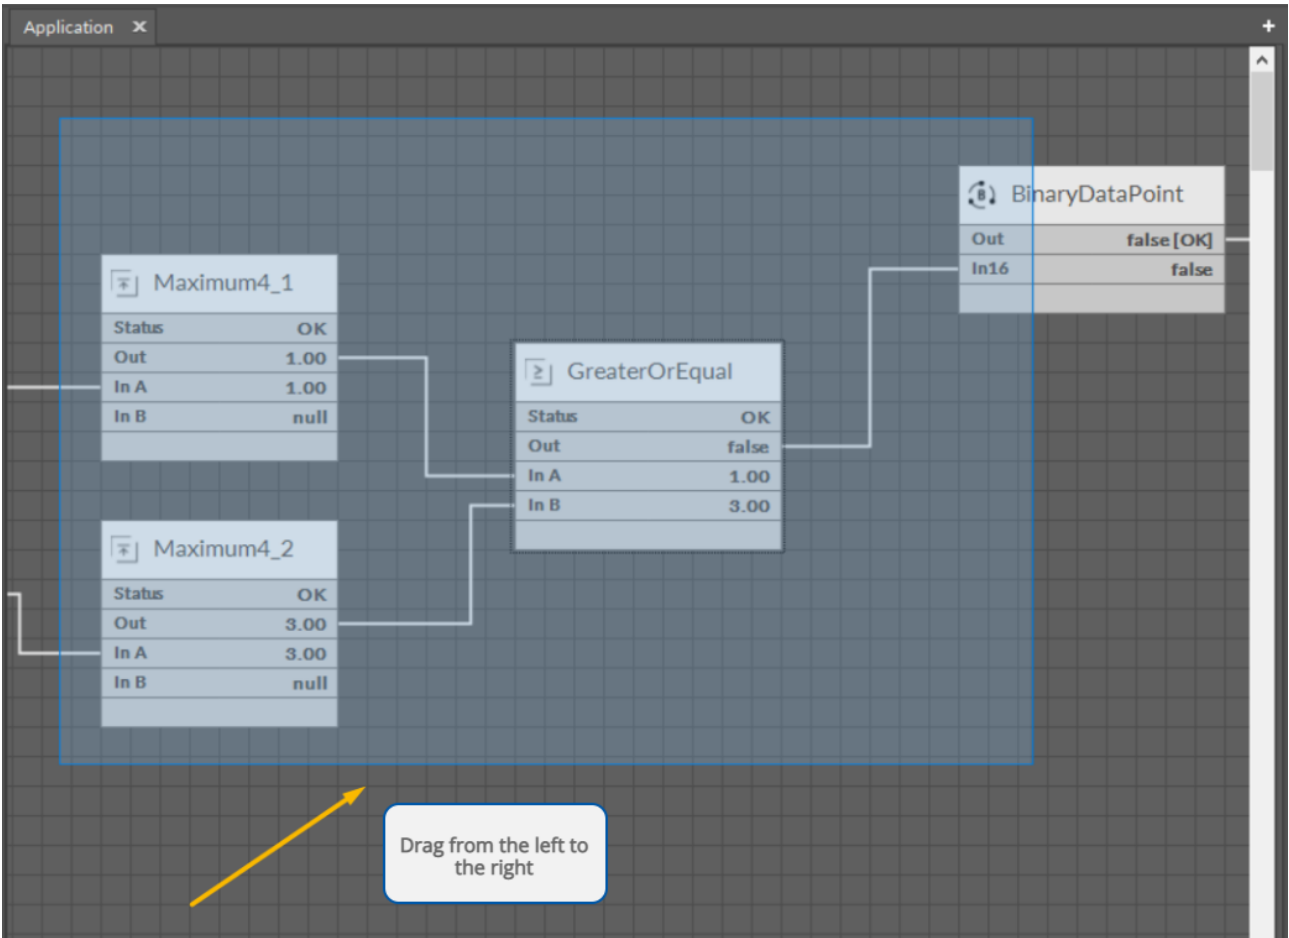 Application ×
+
BinaryDataPoint
Out false [OK]
In16 false
Maximum4_1
Status OK
Out 1.00
In A 1.00
In B null
GreaterOrEqual
Status OK
Out false
In A 1.00
In B 3.00
Maximum4_2
Status OK
Out 3.00
In A 3.00
In B null
Drag from the left to
the right